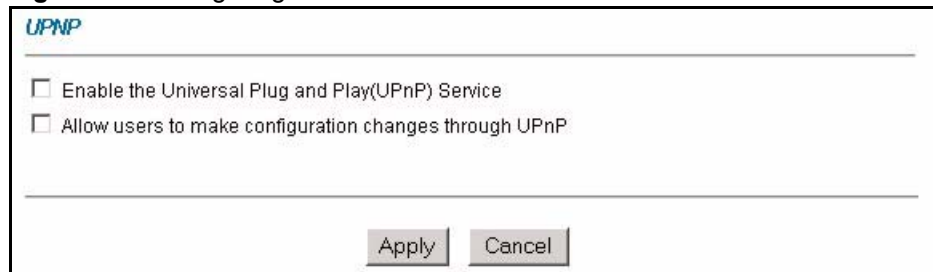 UPNP
Enable the Universal Plug and Play(UPnP) Service
Allow users to make configuration changes through UPnP
Apply Cancel